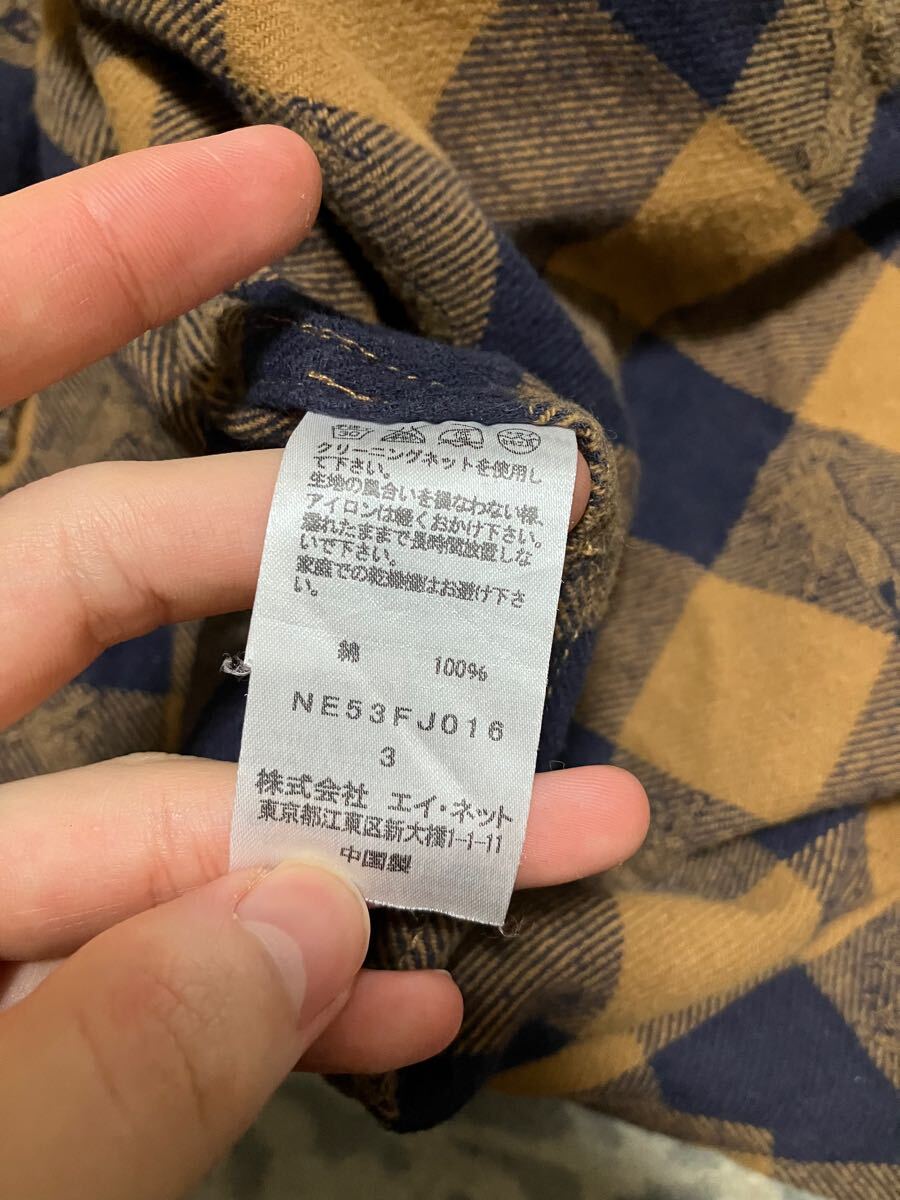 クリーニングネットを使用し
て下さい。
生地の風合いを損なわない様、
アイロンは軽くおかけ下さい。
濡れたままで長時間放置しな
いで下さい。
家庭での乾燥機はお避け下さ
い。
綿 100%
NE53FJ016
3
株式会社 エイ・ネット
東京都江東区新大橋1-1-11
中国製